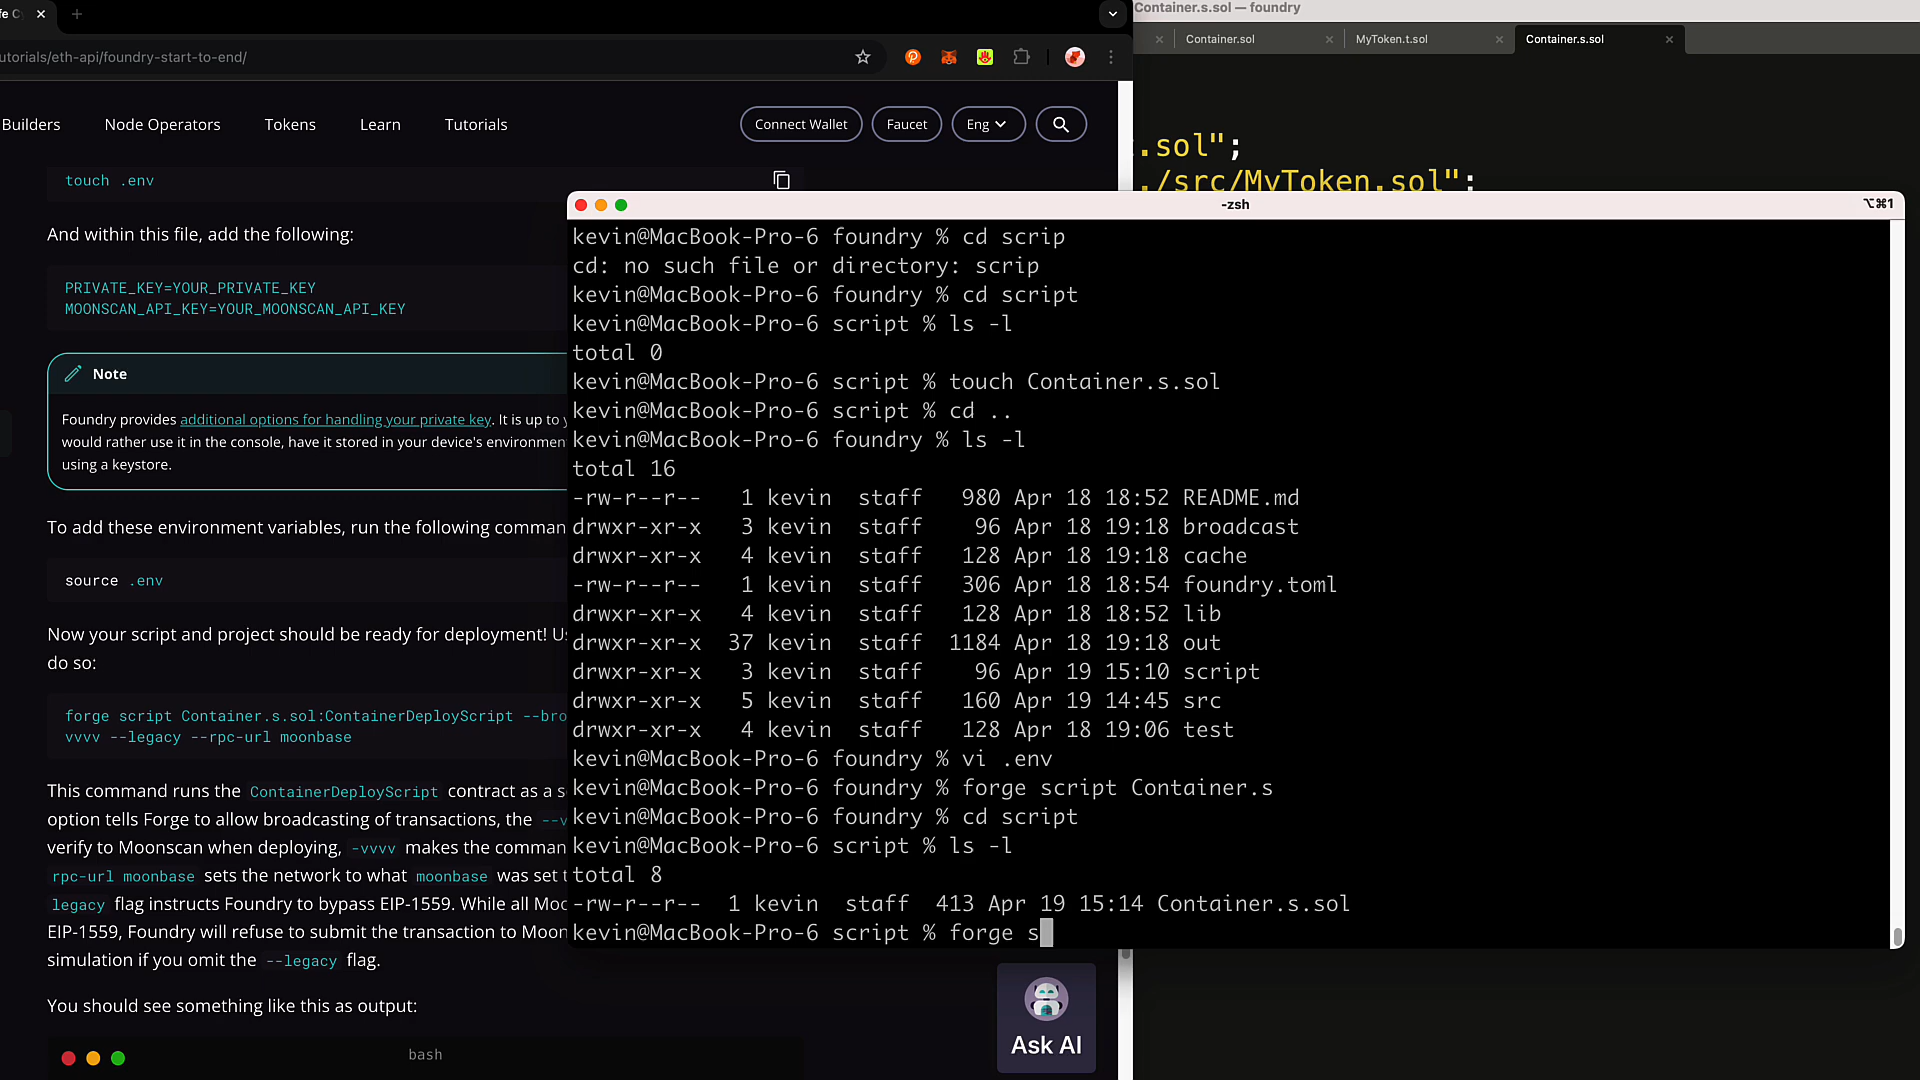 utorials/eth-api/foundry-start-to-end/
Builders Node Operators Tokens Learn Tutorials
Connect Wallet Faucet Eng
touch .env
And within this file, add the following:
PRIVATE_KEY=YOUR_PRIVATE_KEY
MOONSCAN_API_KEY=YOUR_MOONSCAN_API_KEY
Note
Foundry provides additional options for handling your private key. It is up to
would rather use it in the console, have it stored in your device's environmen
using a keystore.
To add these environment variables, run the following comman
source .env
Now your script and project should be ready for deployment! Us
do so:
forge script Container.s.sol:ContainerDeployScript --bro
vvvv --legacy --rpc-url moonbase
This command runs the ContainerDeployScript contract as a s
option tells Forge to allow broadcasting of transactions, the --v
verify to Moonscan when deploying, -vvvv makes the comman
rpc-url moonbase sets the network to what moonbase was set t
legacy flag instructs Foundry to bypass EIP-1559. While all Moo
EIP-1559, Foundry will refuse to submit the transaction to Moon
simulation if you omit the --legacy flag.
You should see something like this as output:
bash
Ask AI
Container.s.sol — foundry
Container.sol MyToken.t.sol Container.s.sol
.sol";
./src/MyToken.sol";
-zsh ⌥⌘1
kevin@MacBook-Pro-6 foundry % cd scrip
cd: no such file or directory: scrip
kevin@MacBook-Pro-6 foundry % cd script
kevin@MacBook-Pro-6 script % ls -l
total 0
kevin@MacBook-Pro-6 script % touch Container.s.sol
kevin@MacBook-Pro-6 script % cd ..
kevin@MacBook-Pro-6 foundry % ls -l
total 16
-rw-r--r-- 1 kevin staff 980 Apr 18 18:52 README.md
drwxr-xr-x 3 kevin staff 96 Apr 18 19:18 broadcast
drwxr-xr-x 4 kevin staff 128 Apr 18 19:18 cache
-rw-r--r-- 1 kevin staff 306 Apr 18 18:54 foundry.toml
drwxr-xr-x 4 kevin staff 128 Apr 18 18:52 lib
drwxr-xr-x 37 kevin staff 1184 Apr 18 19:18 out
drwxr-xr-x 3 kevin staff 96 Apr 19 15:10 script
drwxr-xr-x 5 kevin staff 160 Apr 19 14:45 src
drwxr-xr-x 4 kevin staff 128 Apr 18 19:06 test
kevin@MacBook-Pro-6 foundry % vi .env
kevin@MacBook-Pro-6 foundry % forge script Container.s
kevin@MacBook-Pro-6 foundry % cd script
kevin@MacBook-Pro-6 script % ls -l
total 8
-rw-r--r-- 1 kevin staff 413 Apr 19 15:14 Container.s.sol
kevin@MacBook-Pro-6 script % forge s